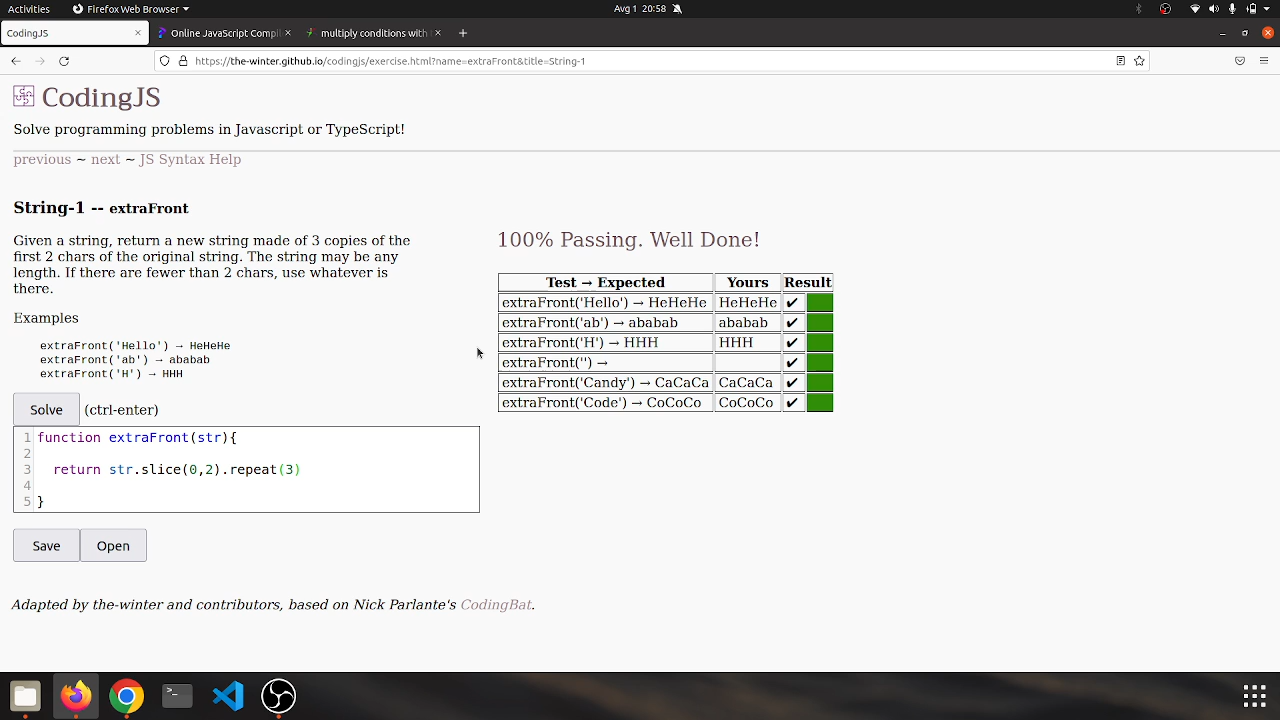 Activities
Firefox Web Browser
Avg 1 20:58
CodingJS
Online JavaScript Compil
multiply conditions with
https://the-winter.github.io/codingjs/exercise.html?name=extraFront&title=String-1
CodingJS
Solve programming problems in Javascript or TypeScript!
previous ~ next ~ JS Syntax Help
String-1 -- extraFront
Given a string, return a new string made of 3 copies of the
first 2 chars of the original string. The string may be any
length. If there are fewer than 2 chars, use whatever is
there.
Examples
extraFront('Hello') → HeHeHe
extraFront('ab') → ababab
extraFront('H') → HHH
Solve (ctrl-enter)
1 function extraFront(str){
2
3 return str.slice(0,2).repeat(3)
4
5 }
Save Open
100% Passing. Well Done!
Test → Expected Yours Result
extraFront('Hello') → HeHeHe HeHeHe ✔
extraFront('ab') → ababab ababab ✔
extraFront('H') → HHH HHH ✔
extraFront('') → ✔
extraFront('Candy') → CaCaCa CaCaCa ✔
extraFront('Code') → CoCoCo CoCoCo ✔
Adapted by the-winter and contributors, based on Nick Parlante's CodingBat.